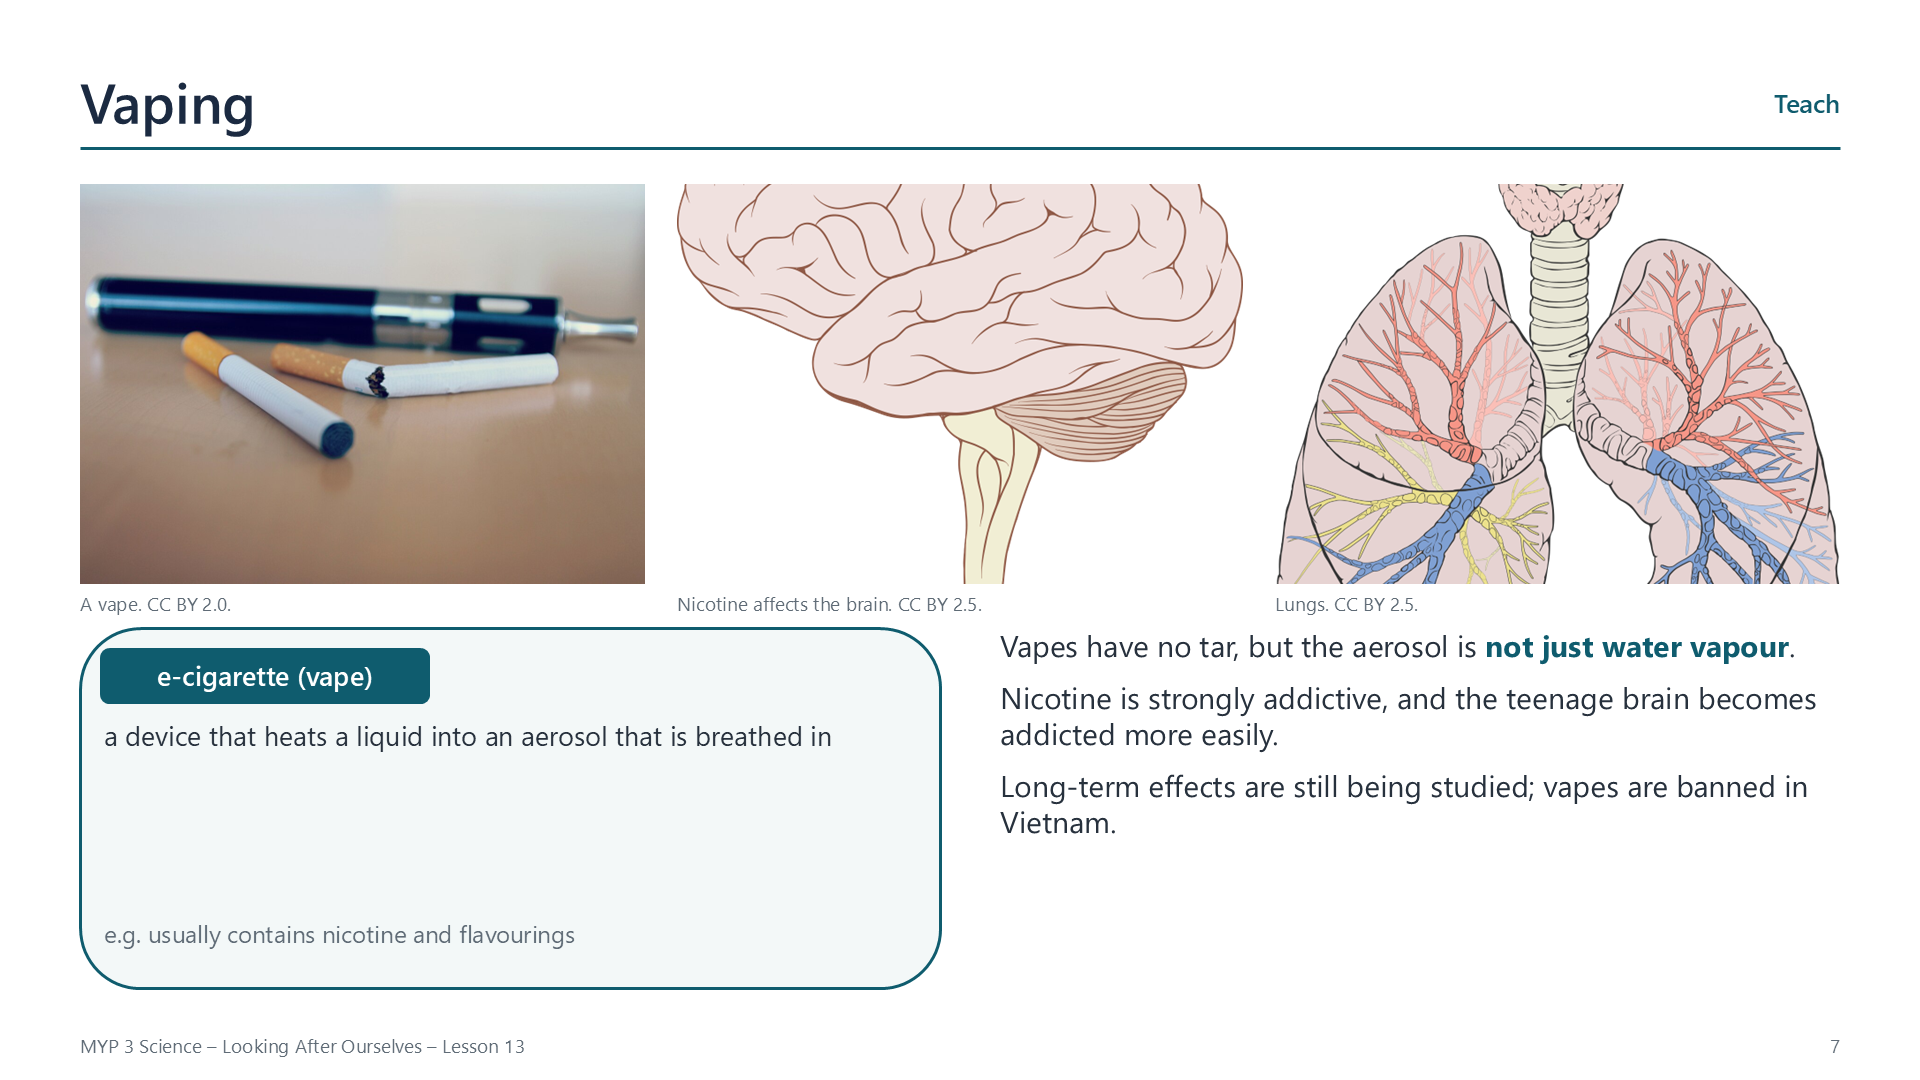 Vaping
Teach
A vape. CC BY 2.0.
Nicotine affects the brain. CC BY 2.5.
Lungs. CC BY 2.5.
e-cigarette (vape)
a device that heats a liquid into an aerosol that is breathed in
e.g. usually contains nicotine and flavourings
Vapes have no tar, but the aerosol is not just water vapour.
Nicotine is strongly addictive, and the teenage brain becomes
addicted more easily.
Long-term effects are still being studied; vapes are banned in
Vietnam.
MYP 3 Science – Looking After Ourselves – Lesson 13
7